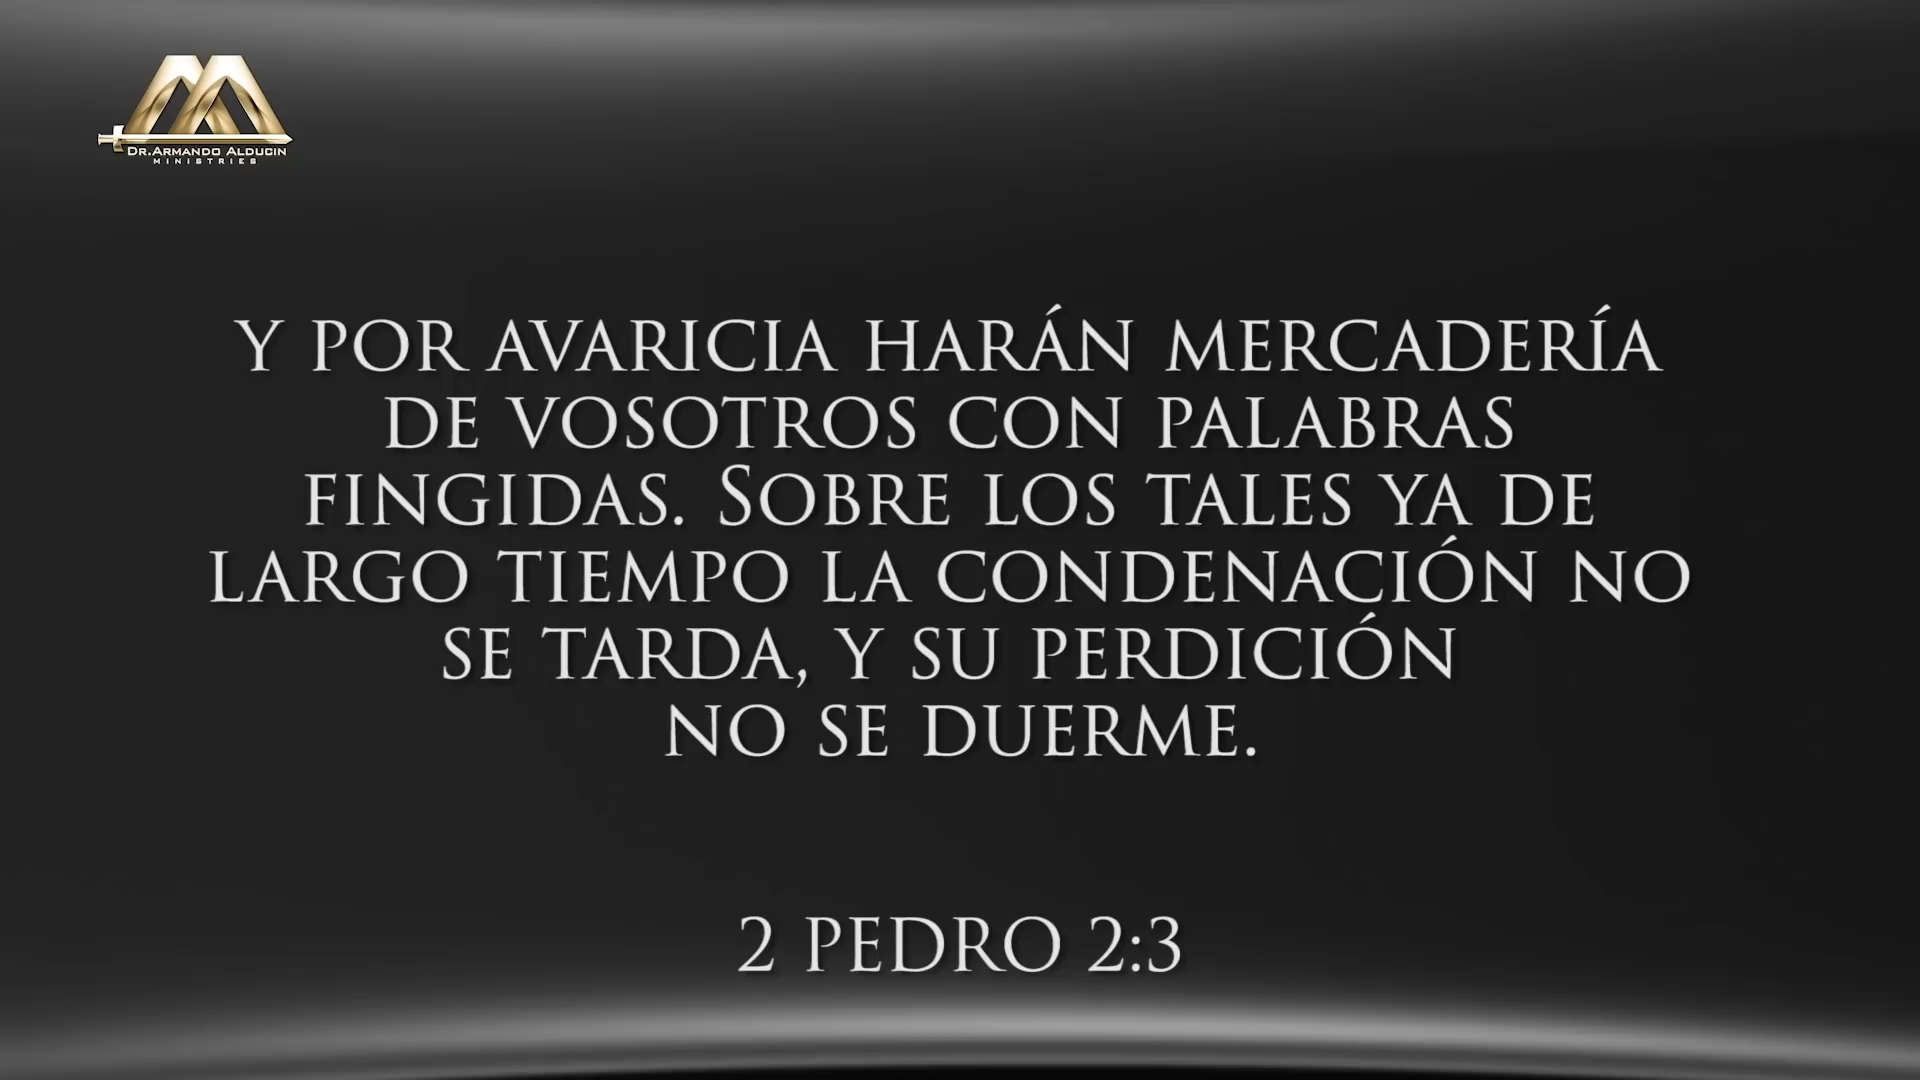 Dr. Armando Alducin
MINISTRIES
Y POR AVARICIA HARÁN MERCADERÍA
DE VOSOTROS CON PALABRAS
FINGIDAS. SOBRE LOS TALES YA DE
LARGO TIEMPO LA CONDENACIÓN NO
SE TARDA, Y SU PERDICIÓN
NO SE DUERME.
2 PEDRO 2:3